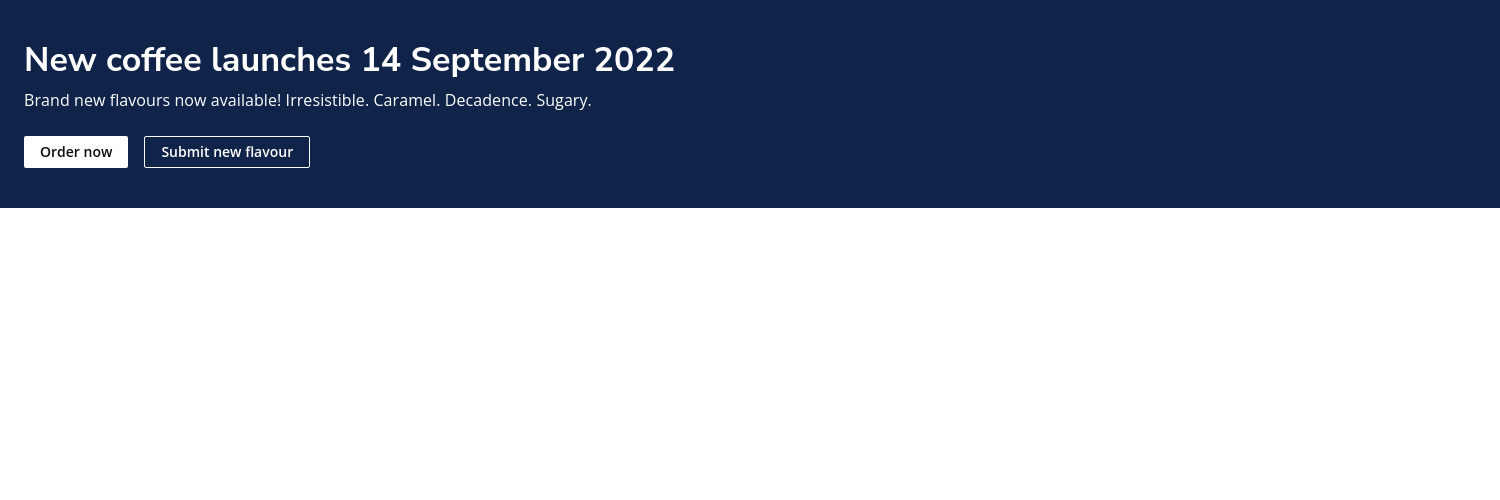 New coffee launches 14 September 2022
Brand new flavours now available! Irresistible. Caramel. Decadence. Sugary.
Order now
Submit new flavour